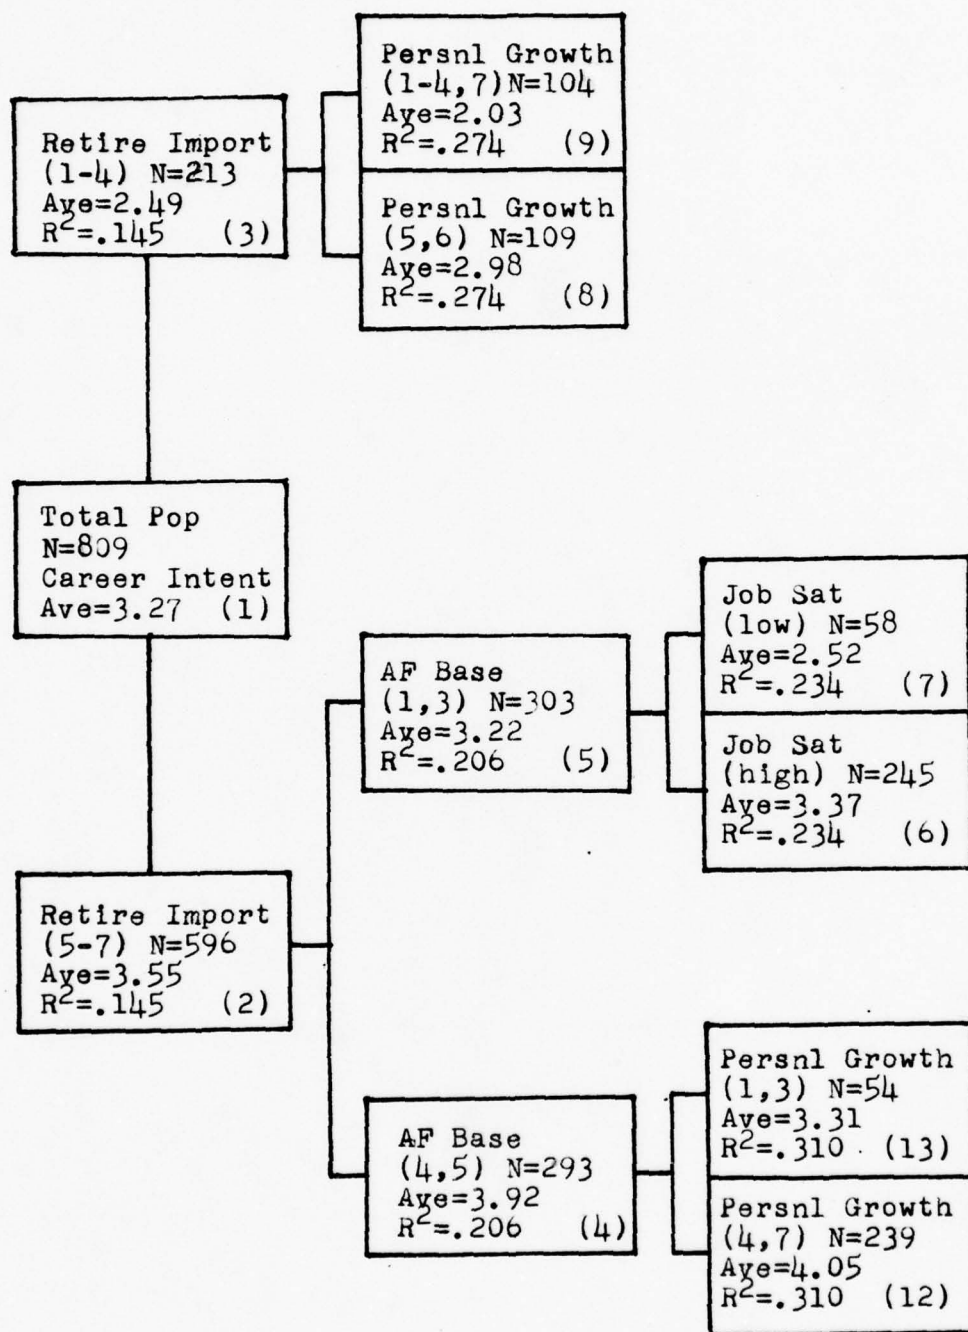 Persnl Growth
(1-4,7) N=104
Ave=2.03
R²=.274 (9)
Retire Import
(1-4) N=213
Ave=2.49
R²=.145 (3)
Persnl Growth
(5,6) N=109
Ave=2.98
R²=.274 (8)
Total Pop
N=809
Career Intent
Ave=3.27 (1)
Job Sat
(low) N=58
Ave=2.52
R²=.234 (7)
AF Base
(1,3) N=303
Ave=3.22
R²=.206 (5)
Job Sat
(high) N=245
Ave=3.37
R²=.234 (6)
Retire Import
(5-7) N=596
Ave=3.55
R²=.145 (2)
Persnl Growth
(1,3) N=54
Ave=3.31
R²=.310 (13)
AF Base
(4,5) N=293
Ave=3.92
R²=.206 (4)
Persnl Growth
(4,7) N=239
Ave=4.05
R²=.310 (12)